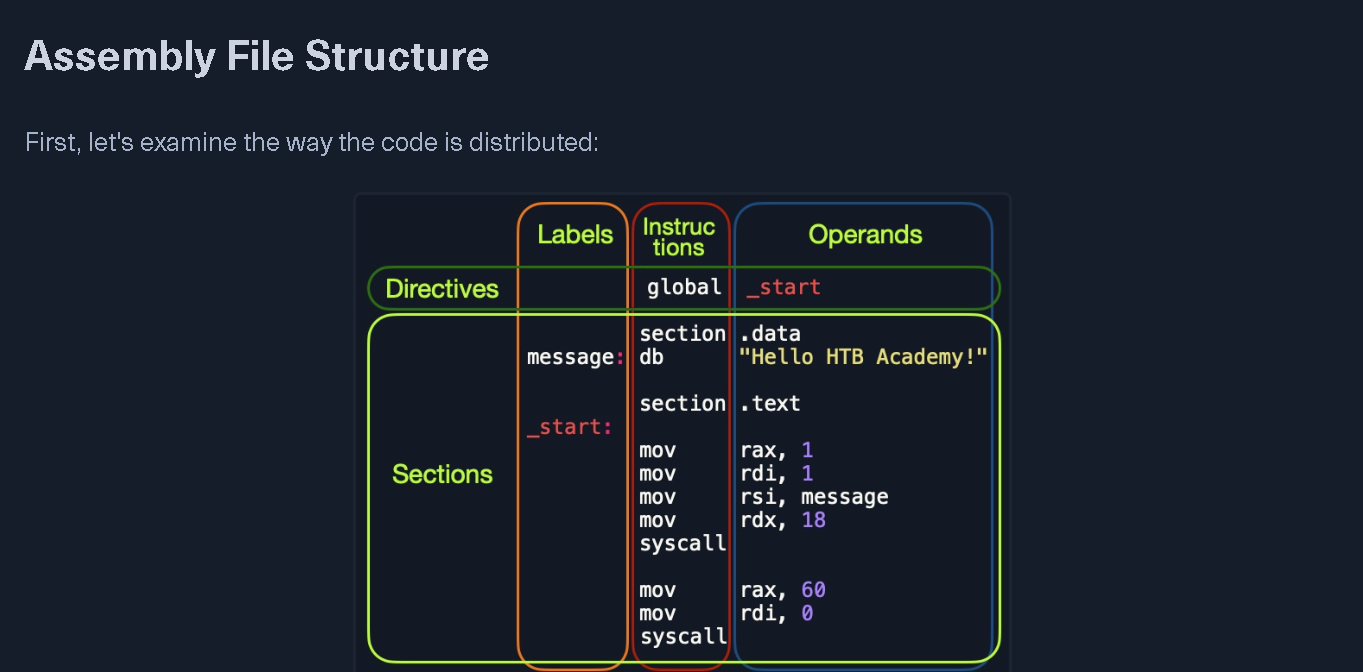 Assembly File Structure
First, let's examine the way the code is distributed:
Labels Instruc Operands
tions
Directives global _start
section .data
message: db "Hello HTB Academy!"
section .text
_start:
mov rax, 1
Sections mov rdi, 1
mov rsi, message
mov rdx, 18
syscall
mov rax, 60
mov rdi, 0
syscall